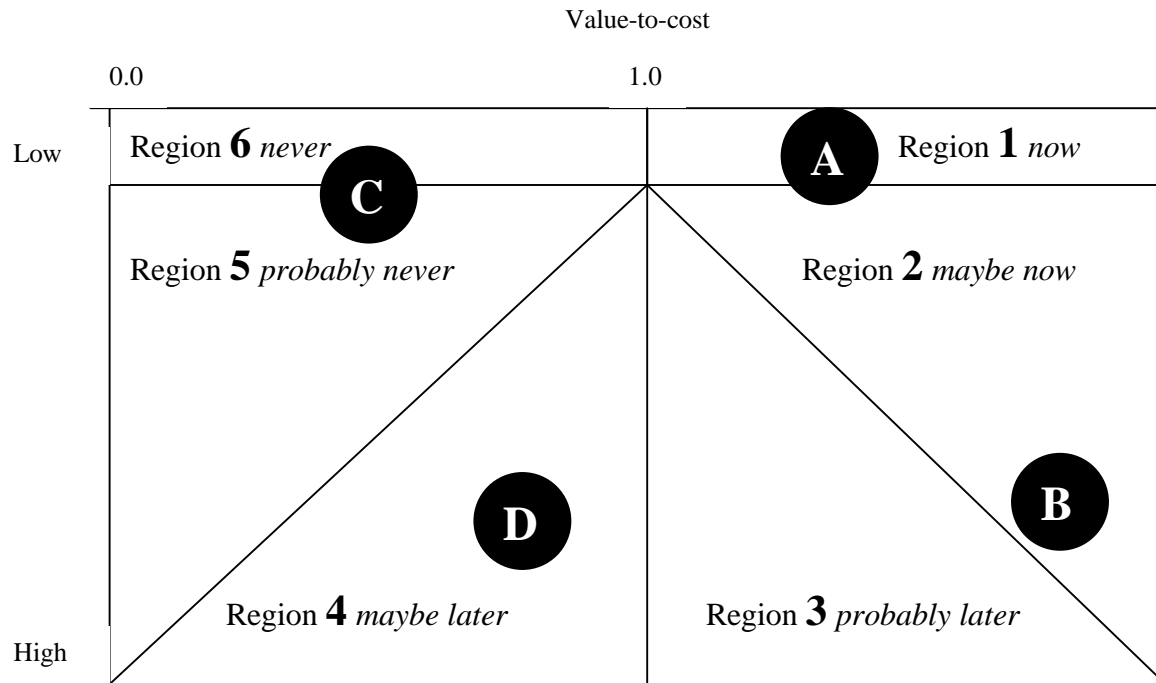 Value-to-cost
0.0 1.0
Low
Region 6 never
A
Region 1 now
C
Region 5 probably never
Region 2 maybe now
B
D
Region 4 maybe later
Region 3 probably later
High